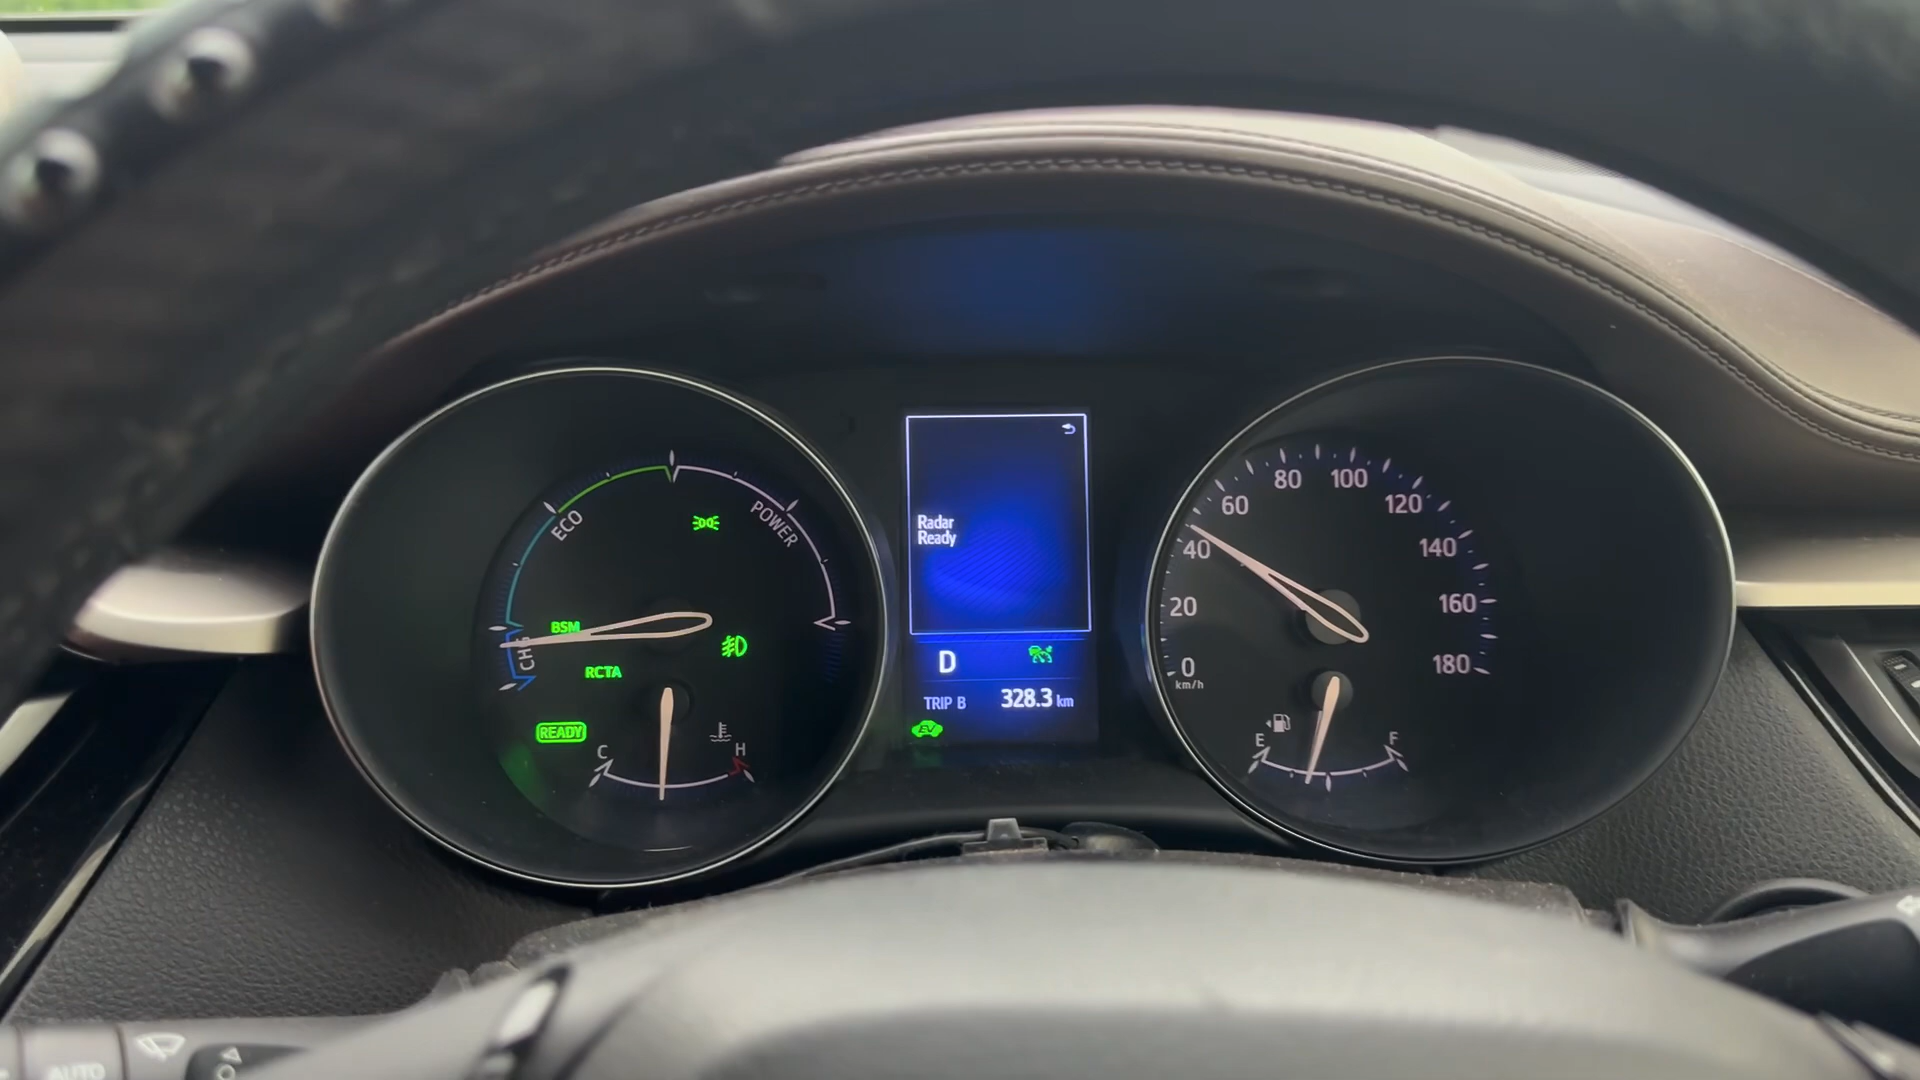 ECO
POWER
BSM
CHG
RCTA
READY
C
H
Radar
Ready
D
TRIP B 328.3 km
EV
0
20
40
60
80
100
120
140
160
180
km/h
E
F
AUTO